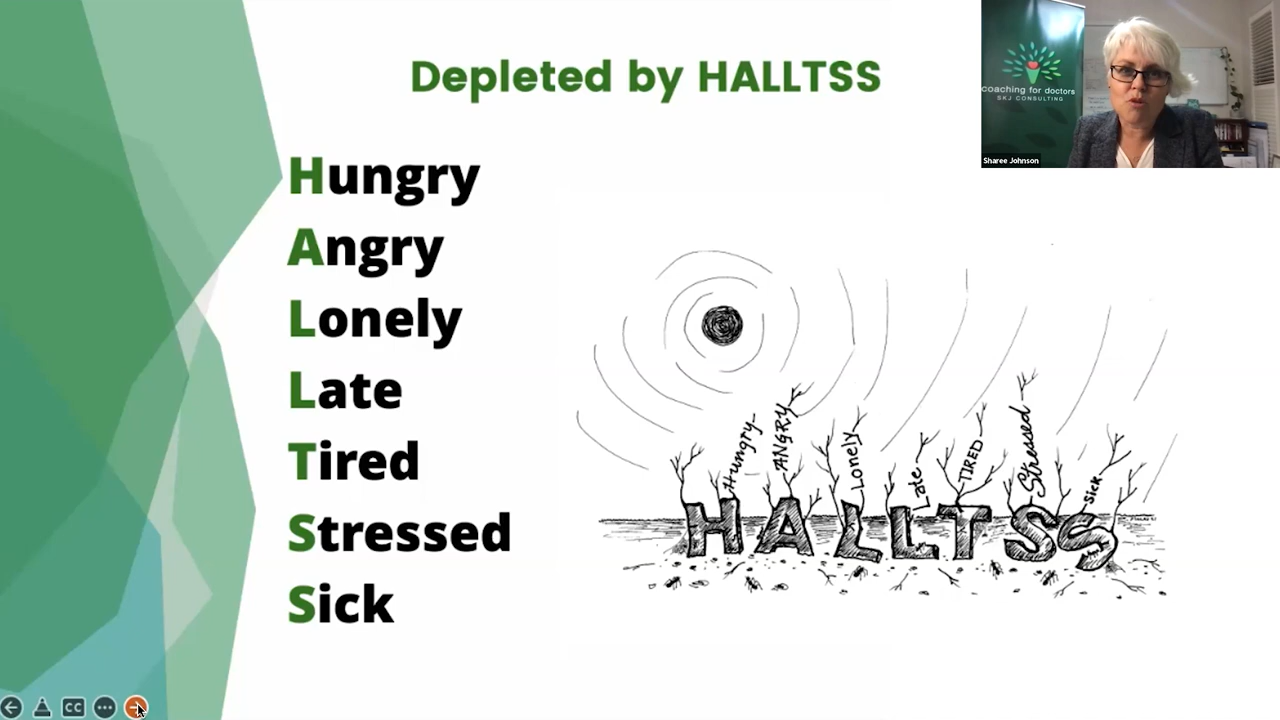 Depleted by HALLTSS
coaching for doctors
SKJ CONSULTING
Sharee Johnson
Hungry
Angry
Lonely
Late
Tired
Stressed
Sick
Hungry
ANGRY
Lonely
Late
TIRED
Stressed
Sick
HALLTSS
CC